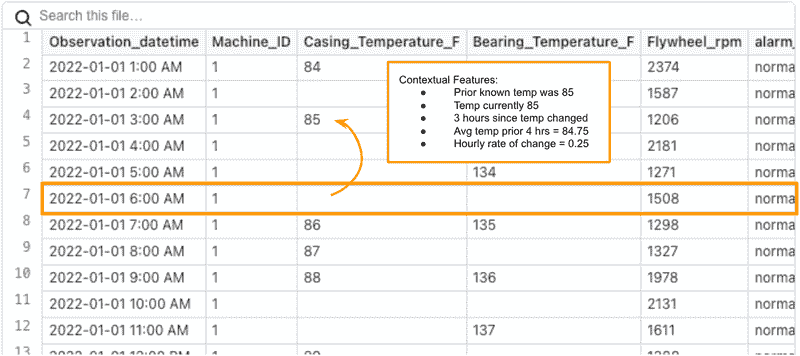 Search this file…
1 Observation_datetime Machine_ID Casing_Temperature_F Bearing_Temperature_F Flywheel_rpm alarm_
2 2022-01-01 1:00 AM 1 84 2374 norma
3 2022-01-01 2:00 AM 1 1587 norma
4 2022-01-01 3:00 AM 1 85 1206 norma
5 2022-01-01 4:00 AM 1 2181 norma
6 2022-01-01 5:00 AM 1 134 1271 norma
7 2022-01-01 6:00 AM 1 1508 norma
8 2022-01-01 7:00 AM 1 86 135 1298 norma
9 2022-01-01 8:00 AM 1 87 1327 norma
10 2022-01-01 9:00 AM 1 88 136 1978 norma
11 2022-01-01 10:00 AM 1 2131 norma
12 2022-01-01 11:00 AM 1 137 1611 norma
Contextual Features:
● Prior known temp was 85
● Temp currently 85
● 3 hours since temp changed
● Avg temp prior 4 hrs = 84.75
● Hourly rate of change = 0.25